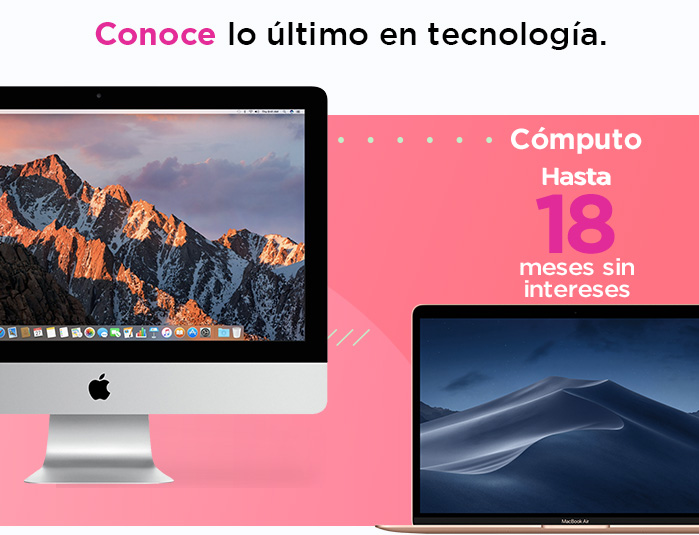 Conoce lo último en tecnología.
Cómputo
Hasta
18
meses sin
intereses
MacBook Air